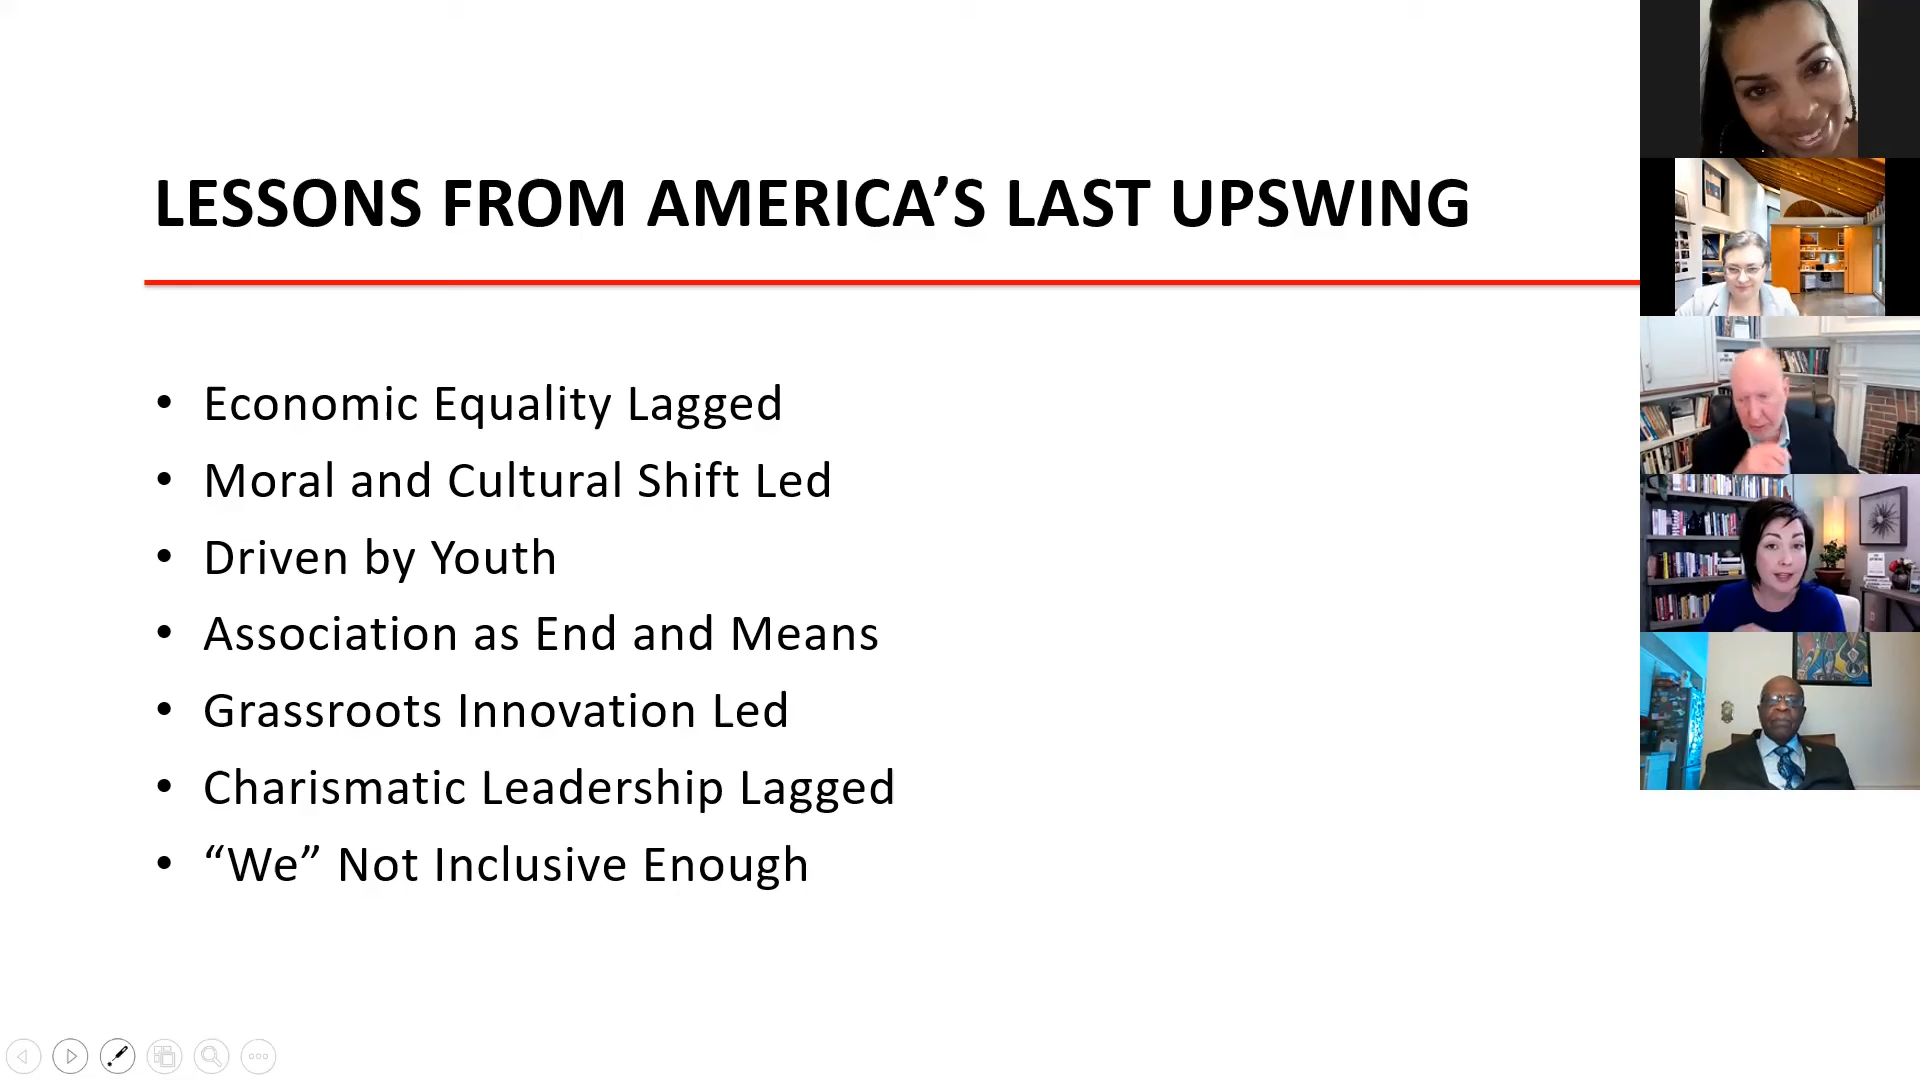 LESSONS FROM AMERICA’S LAST UPSWING
• Economic Equality Lagged
• Moral and Cultural Shift Led
• Driven by Youth
• Association as End and Means
• Grassroots Innovation Led
• Charismatic Leadership Lagged
• “We” Not Inclusive Enough